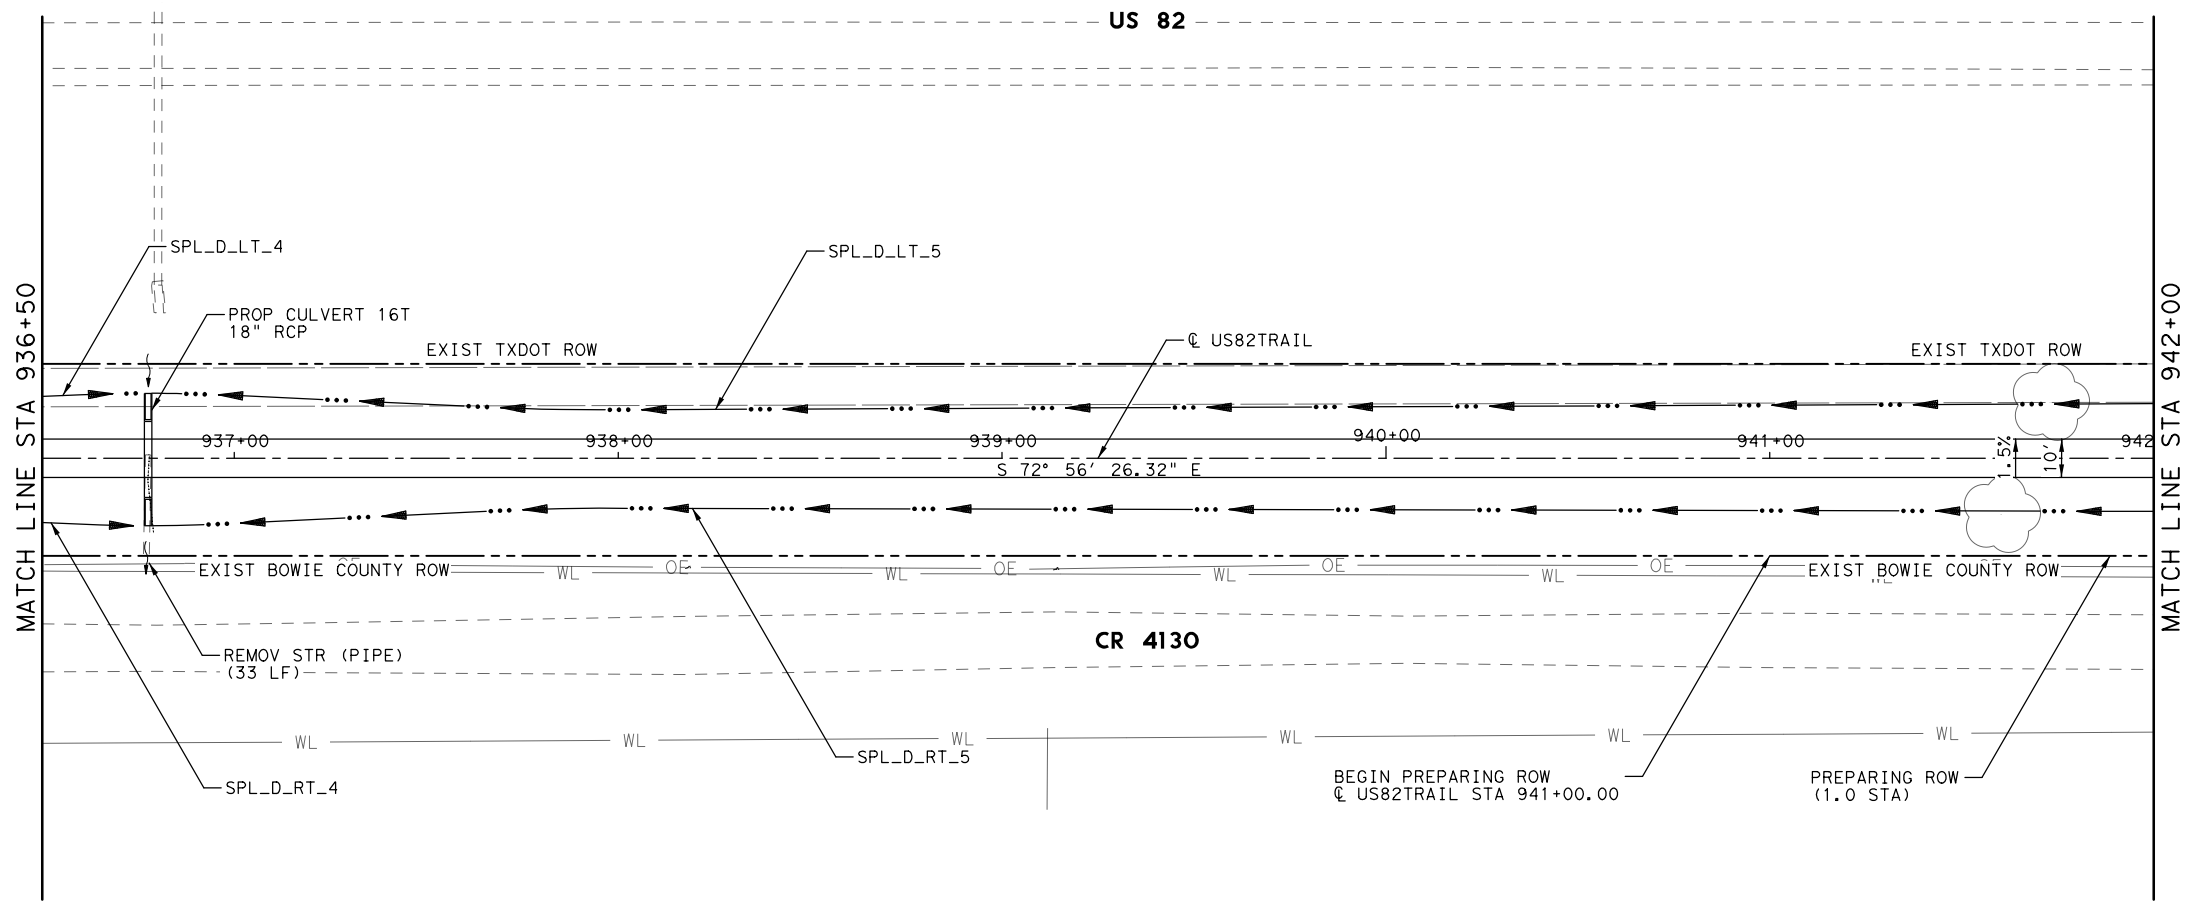 US 82
SPL_D_LT_4
SPL_D_LT_5
PROP CULVERT 16T
18" RCP
EXIST TXDOT ROW
℄ US82TRAIL
EXIST TXDOT ROW
MATCH LINE STA 936+50
MATCH LINE STA 942+00
937+00
938+00
939+00
940+00
941+00
942
S 72° 56' 26.32" E
1.5%
10'
EXIST BOWIE COUNTY ROW
OE
WL
OE
WL
OE
WL
OE
WL
OE
EXIST BOWIE COUNTY ROW
OE
WL
CR 4130
REMOV STR (PIPE)
(33 LF)
WL
WL
WL
WL
WL
WL
SPL_D_RT_4
SPL_D_RT_5
BEGIN PREPARING ROW
℄ US82TRAIL STA 941+00.00
PREPARING ROW
(1.0 STA)